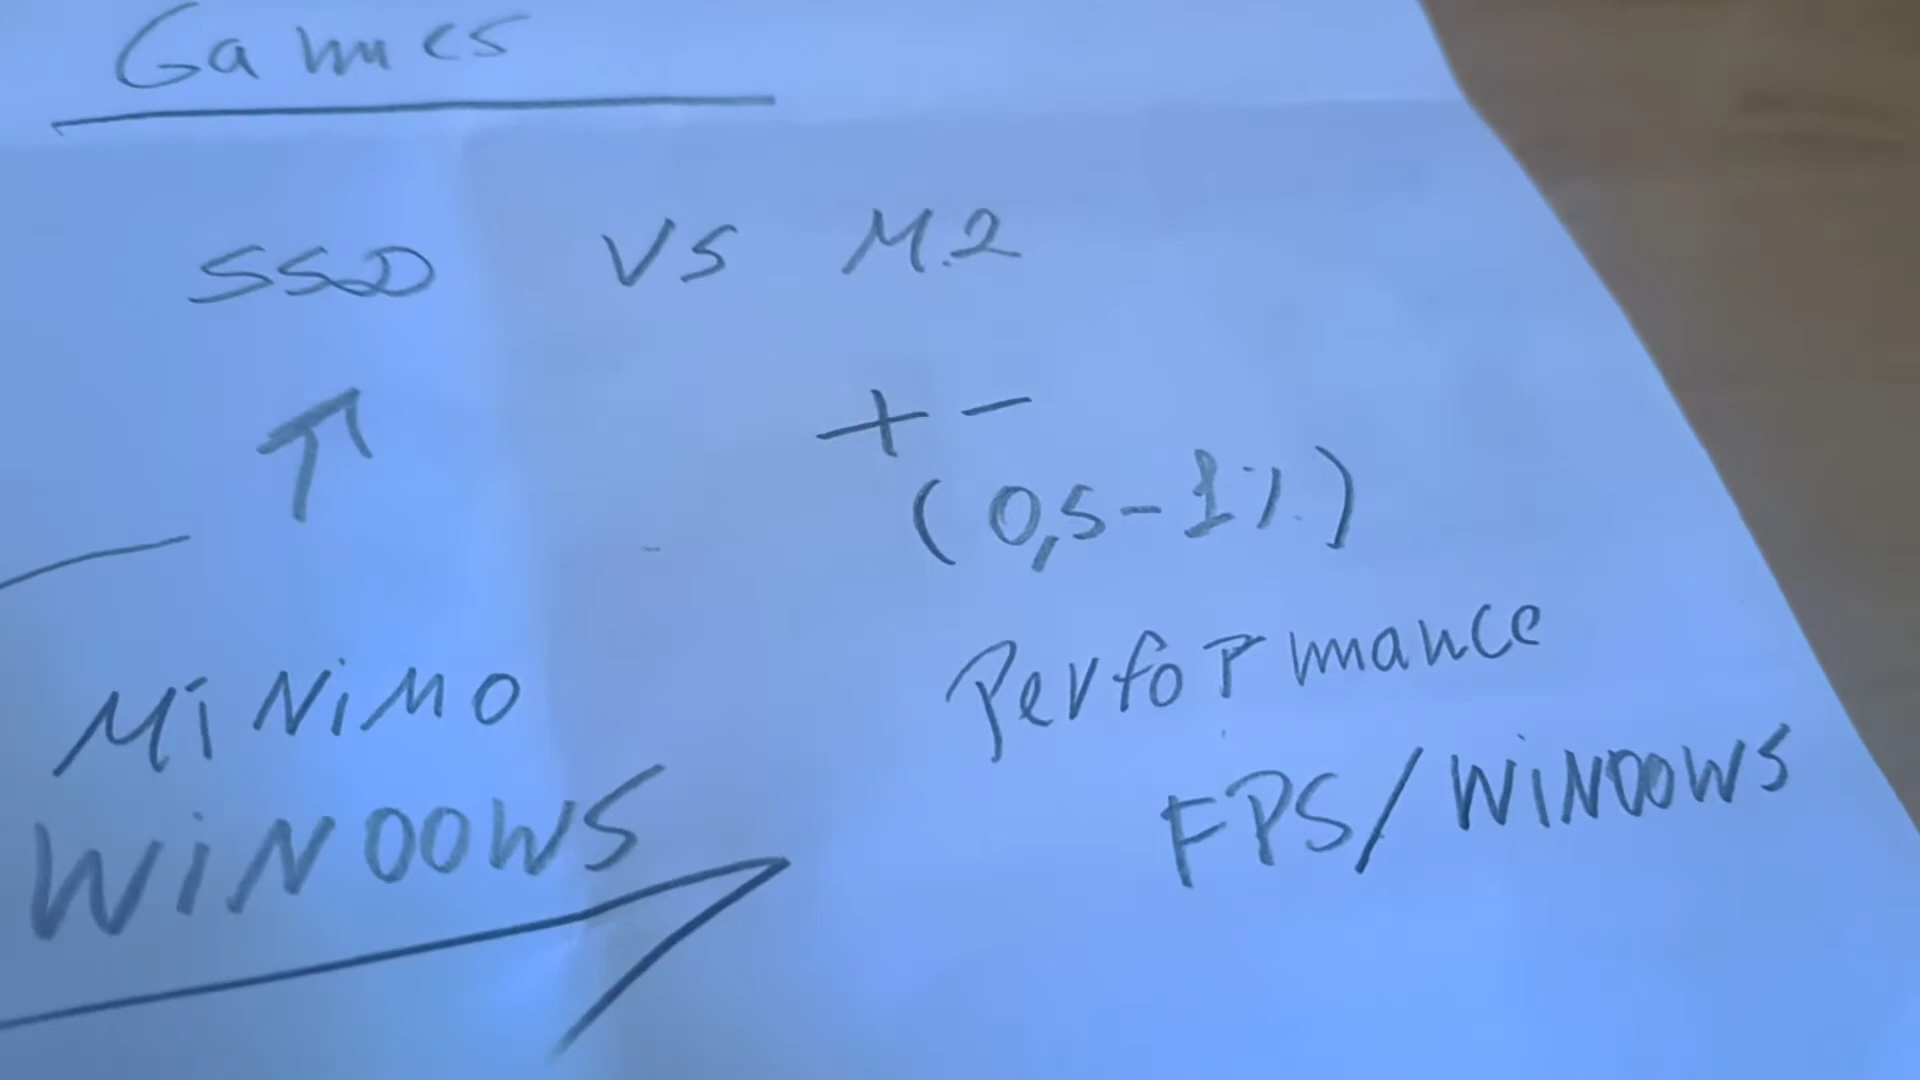 Games
SSD VS M.2
+ -
(0,5-1%)
Performance
MiNiMO
FPS/WiNDOWS
WiNDOWS